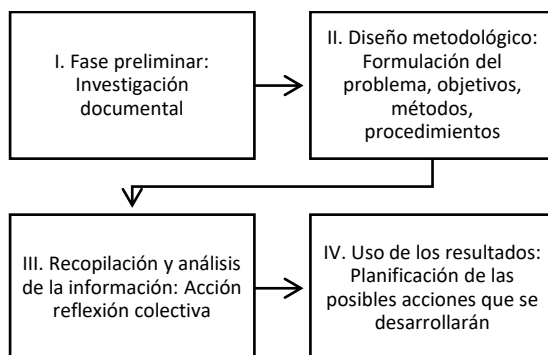 I. Fase preliminar:
Investigación
documental
II. Diseño metodológico:
Formulación del
problema, objetivos,
métodos,
procedimientos
III. Recopilación y análisis
de la información: Acción
reflexión colectiva
IV. Uso de los resultados:
Planificación de las
posibles acciones que se
desarrollarán